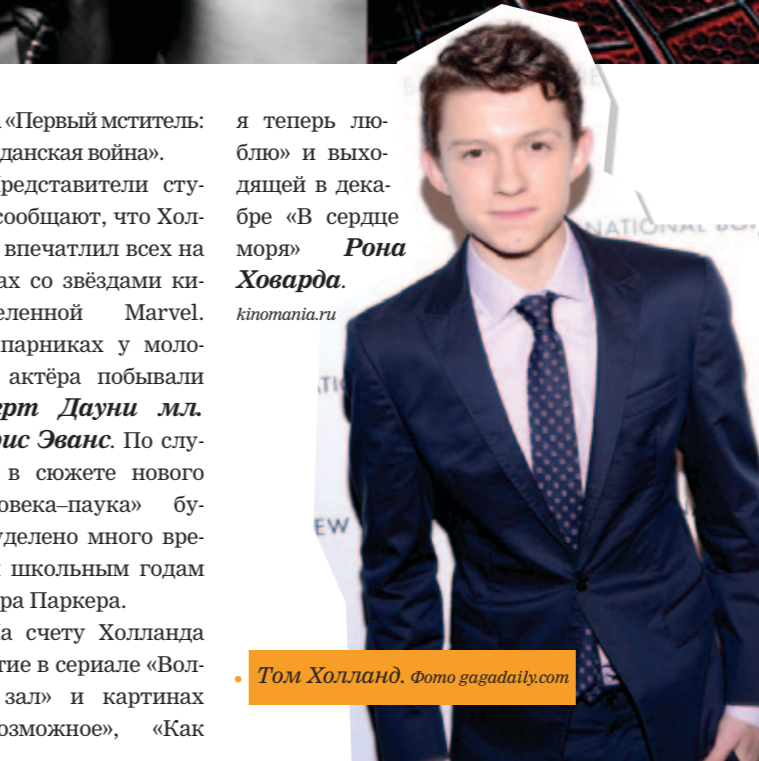 «Первый мститель:
данская война».
редставители сту-
сообщают, что Хол-
впечатлил всех на
ах со звёздами ки-
еленной Marvel.
парниках у моло-
актёра побывали
ерт Дауни мл.
рис Эванс. По слу-
в сюжете нового
овека–паука» бу-
уделено много вре-
школьным годам
ра Паркера.
а счету Холланда
тие в сериале «Вол-
зал» и картинах
озможное», «Как
я теперь лю-
блю» и выхо-
дящей в дека-
бре «В сердце
моря» Рона
Ховарда.
kinomania.ru
NATIONAL
EW
• Том Холланд. Фото gagadaily.com